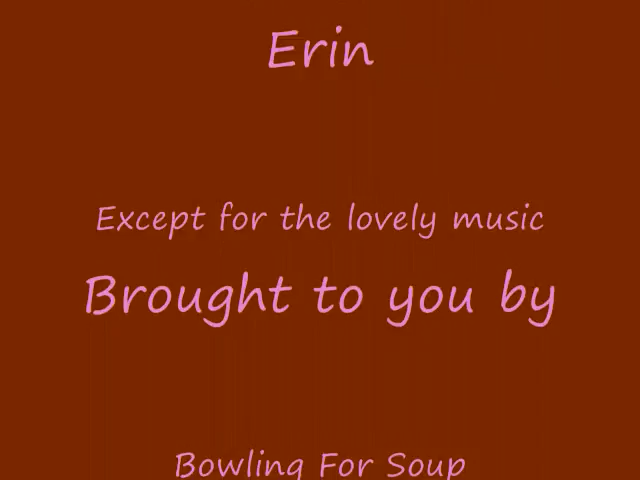 Erin
Except for the lovely music
Brought to you by
Bowling For Soup